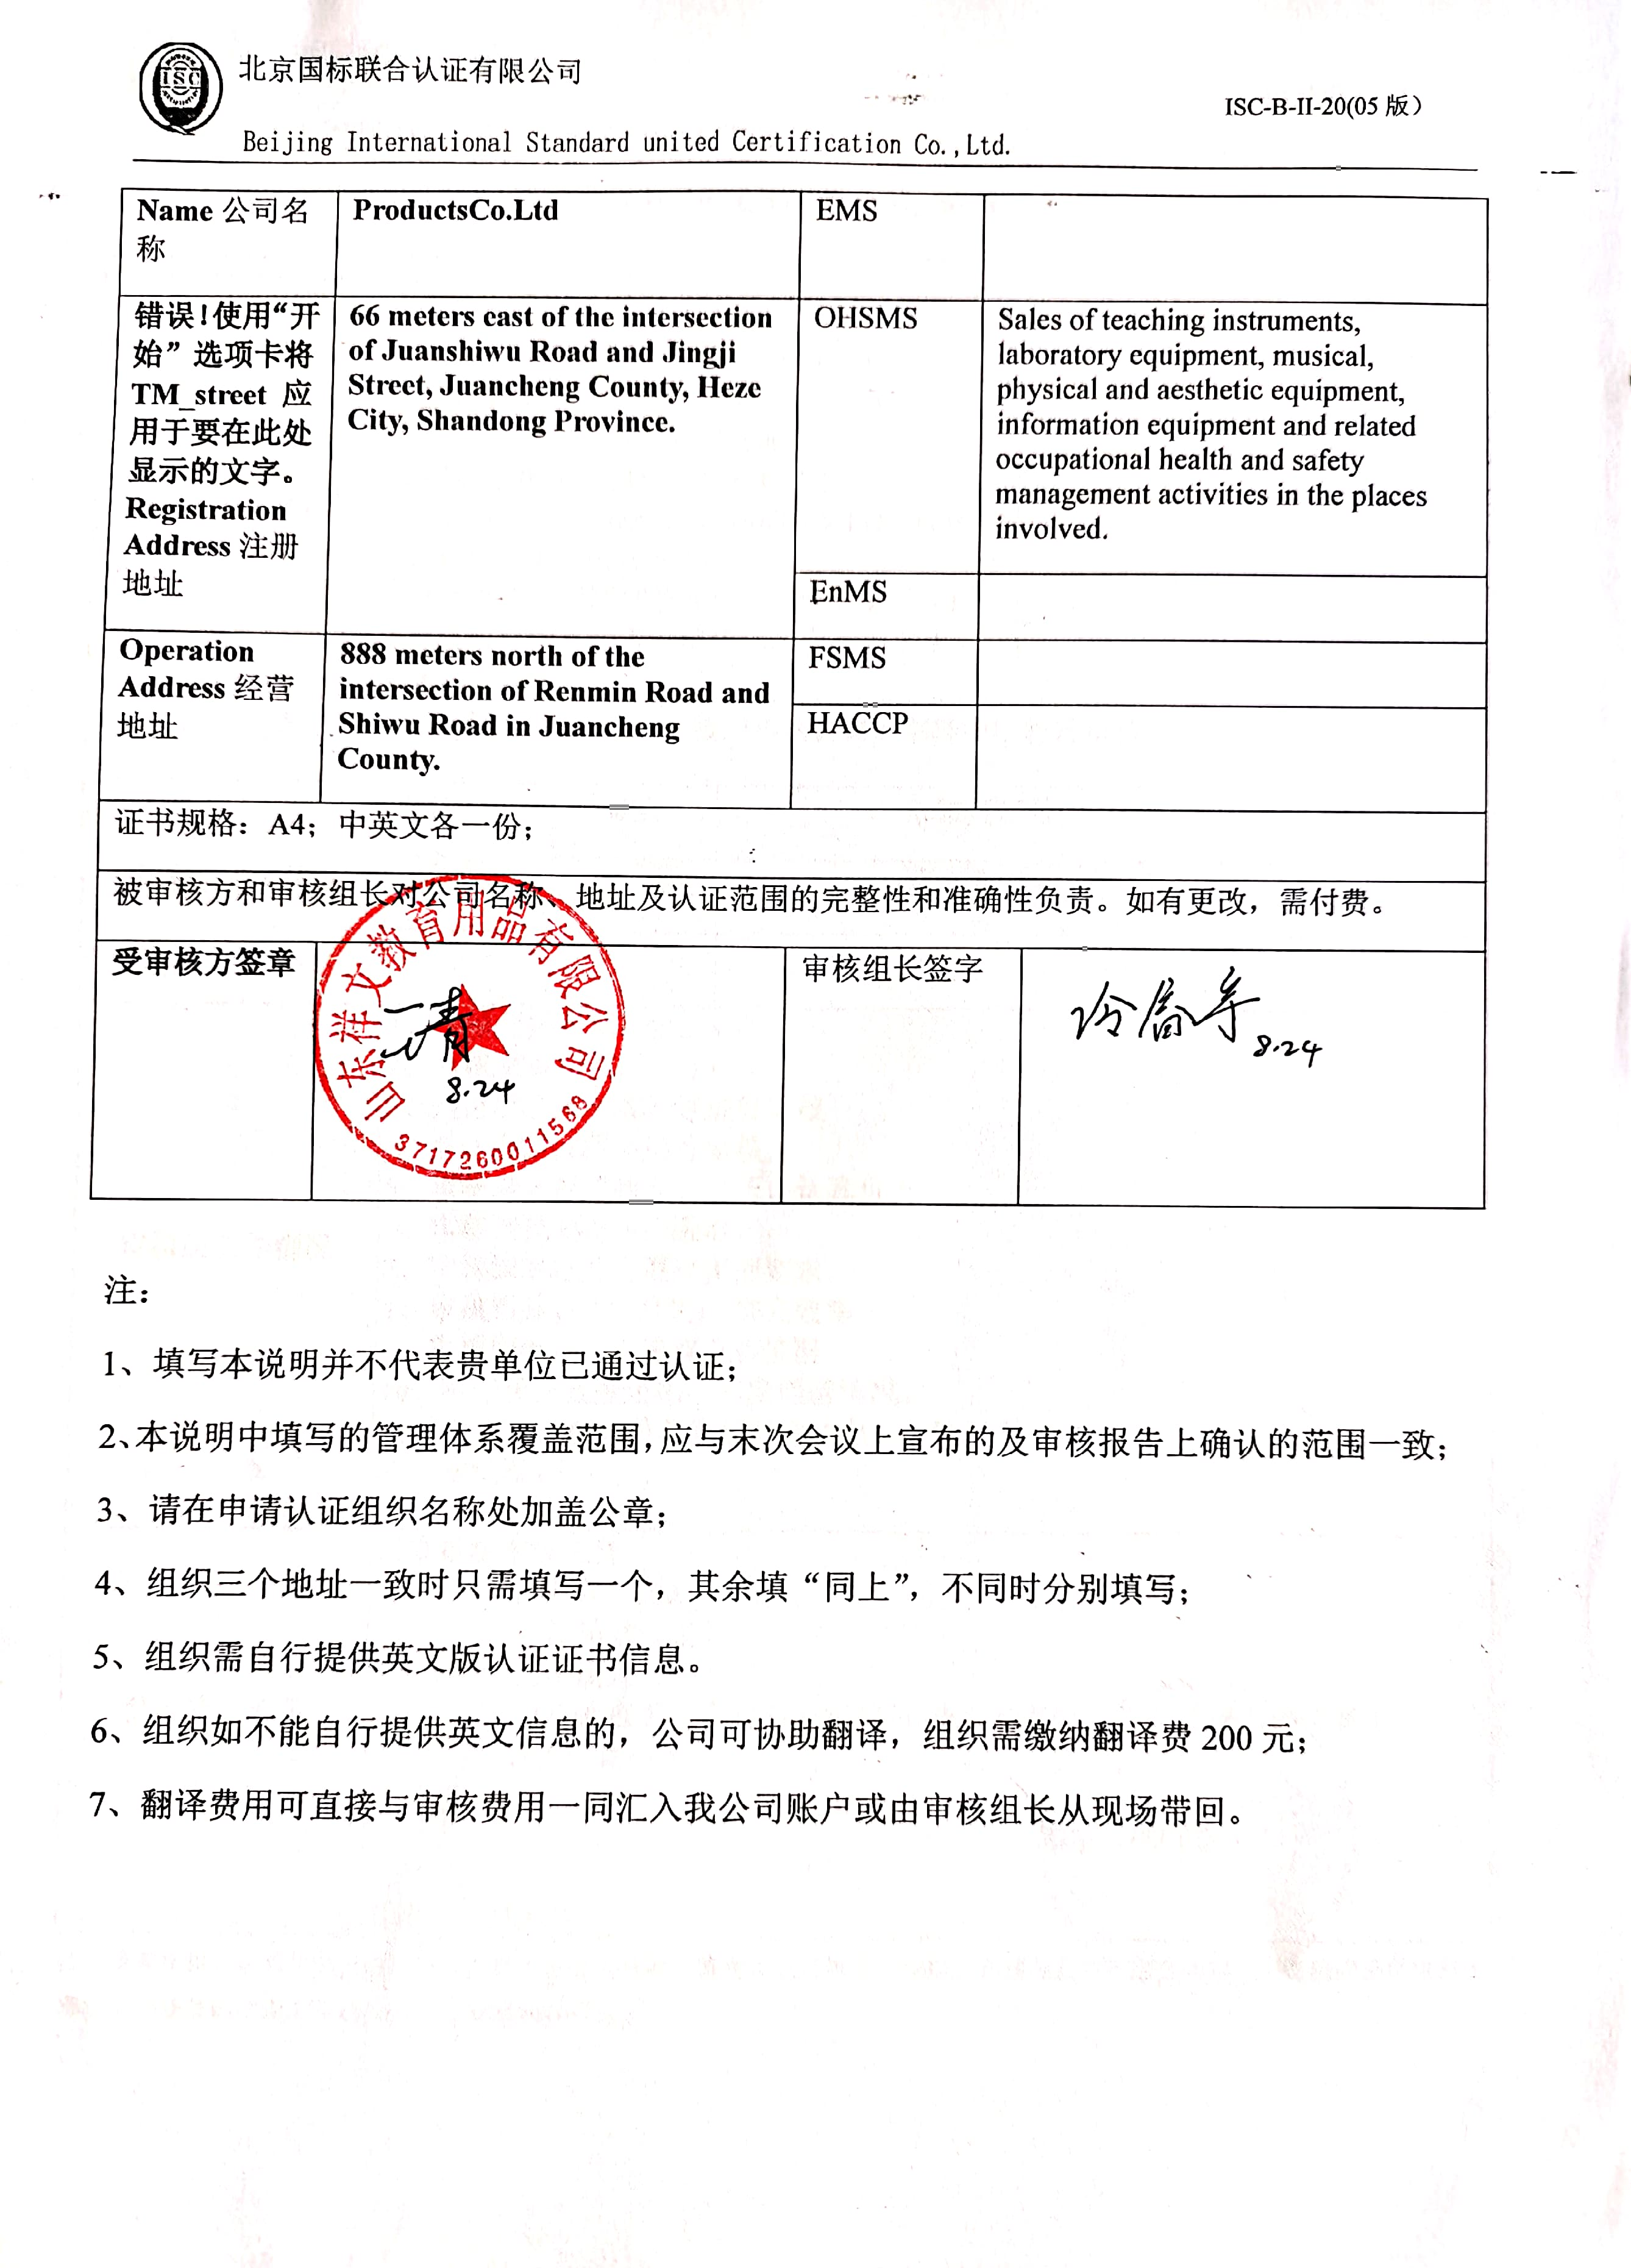 ISC
北京国标联合认证有限公司
ISC-B-II-20(05 版）
Beijing International Standard united Certification Co.,Ltd.
Name 公司名
称
ProductsCo.Ltd
EMS
错误!使用“开
始” 选项卡将
TM_street 应
用于要在此处
显示的文字。
Registration
Address 注册
地址
66 meters east of the intersection
of Juanshiwu Road and Jingji
Street, Juancheng County, Heze
City, Shandong Province.
OHSMS
Sales of teaching instruments,
laboratory equipment, musical,
physical and aesthetic equipment,
information equipment and related
occupational health and safety
management activities in the places
involved.
EnMS
Operation
Address 经营
地址
888 meters north of the
intersection of Renmin Road and
Shiwu Road in Juancheng
County.
FSMS
HACCP
证书规格：A4；中英文各一份；
被审核方和审核组长对公司名称、地址及认证范围的完整性和准确性负责。如有更改，需付费。
受审核方签章
山东祥文教育用品有限公司
8.24
3717260011568
审核组长签字
8.24
注：
1、填写本说明并不代表贵单位已通过认证；
2、本说明中填写的管理体系覆盖范围，应与末次会议上宣布的及审核报告上确认的范围一致；
3、请在申请认证组织名称处加盖公章；
4、组织三个地址一致时只需填写一个，其余填“同上”，不同时分别填写；
5、组织需自行提供英文版认证证书信息。
6、组织如不能自行提供英文信息的，公司可协助翻译，组织需缴纳翻译费 200 元；
7、翻译费用可直接与审核费用一同汇入我公司账户或由审核组长从现场带回。